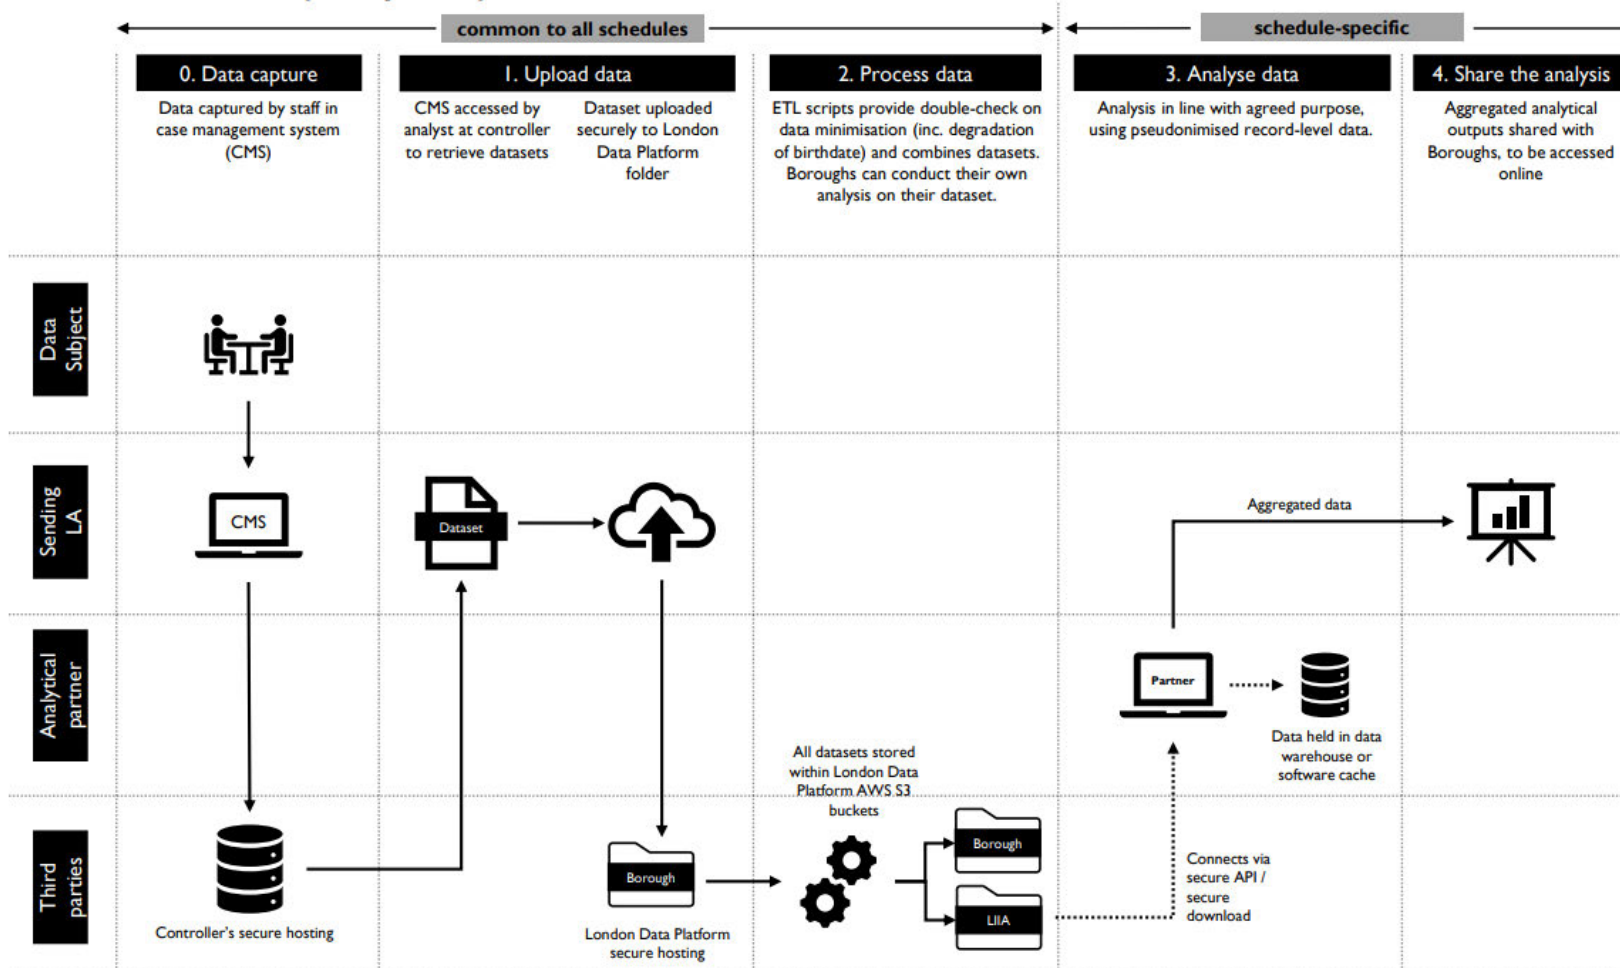 common to all schedules
schedule-specific
0. Data capture
1. Upload data
2. Process data
3. Analyse data
4. Share the analysis
Data captured by staff in
case management system
(CMS)
CMS accessed by
analyst at controller
to retrieve datasets
Dataset uploaded
securely to London
Data Platform
folder
ETL scripts provide double-check on
data minimisation (inc. degradation
of birthdate) and combines datasets.
Boroughs can conduct their own
analysis on their dataset.
Analysis in line with agreed purpose,
using pseudonimised record-level data.
Aggregated analytical
outputs shared with
Boroughs, to be accessed
online
Data
Subject
Sending
LA
CMS
Dataset
Aggregated data
Analytical
partner
Partner
Data held in data
warehouse or
software cache
All datasets stored
within London Data
Platform AWS S3
buckets
Third
parties
Controller's secure hosting
Borough
London Data Platform
secure hosting
Borough
LIIA
Connects via
secure API /
secure
download